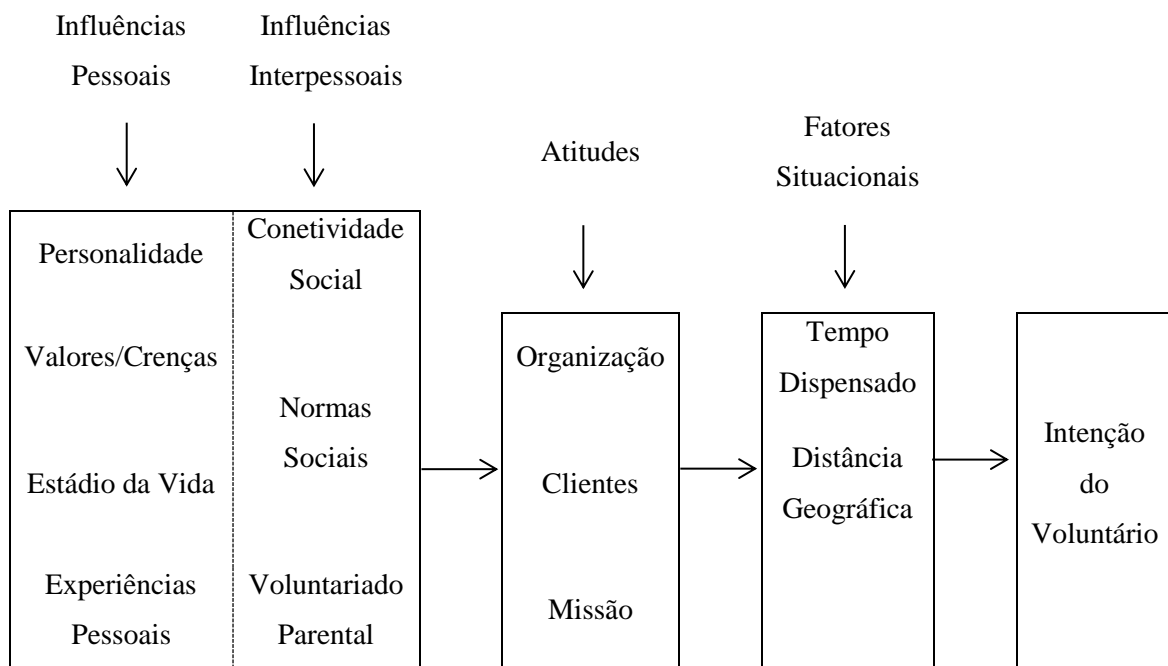 Influências
Pessoais
Influências
Interpessoais
Atitudes
Fatores
Situacionais
Personalidade
Valores/Crenças
Estádio da Vida
Experiências
Pessoais
Conetividade
Social
Normas
Sociais
Voluntariado
Parental
Organização
Clientes
Missão
Tempo
Dispensado
Distância
Geográfica
Intenção
do
Voluntário